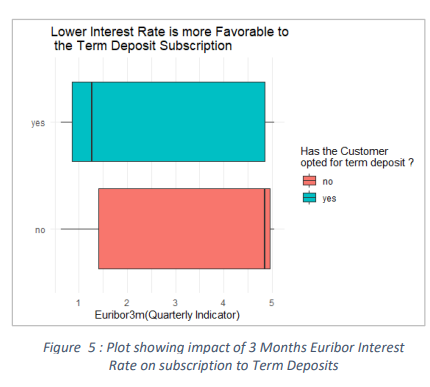 Lower Interest Rate is more Favorable to
the Term Deposit Subscription
yes
no
1 2 3 4 5
Euribor3m(Quarterly Indicator)
Has the Customer
opted for term deposit ?
no
yes
Figure 5 : Plot showing impact of 3 Months Euribor Interest
Rate on subscription to Term Deposits